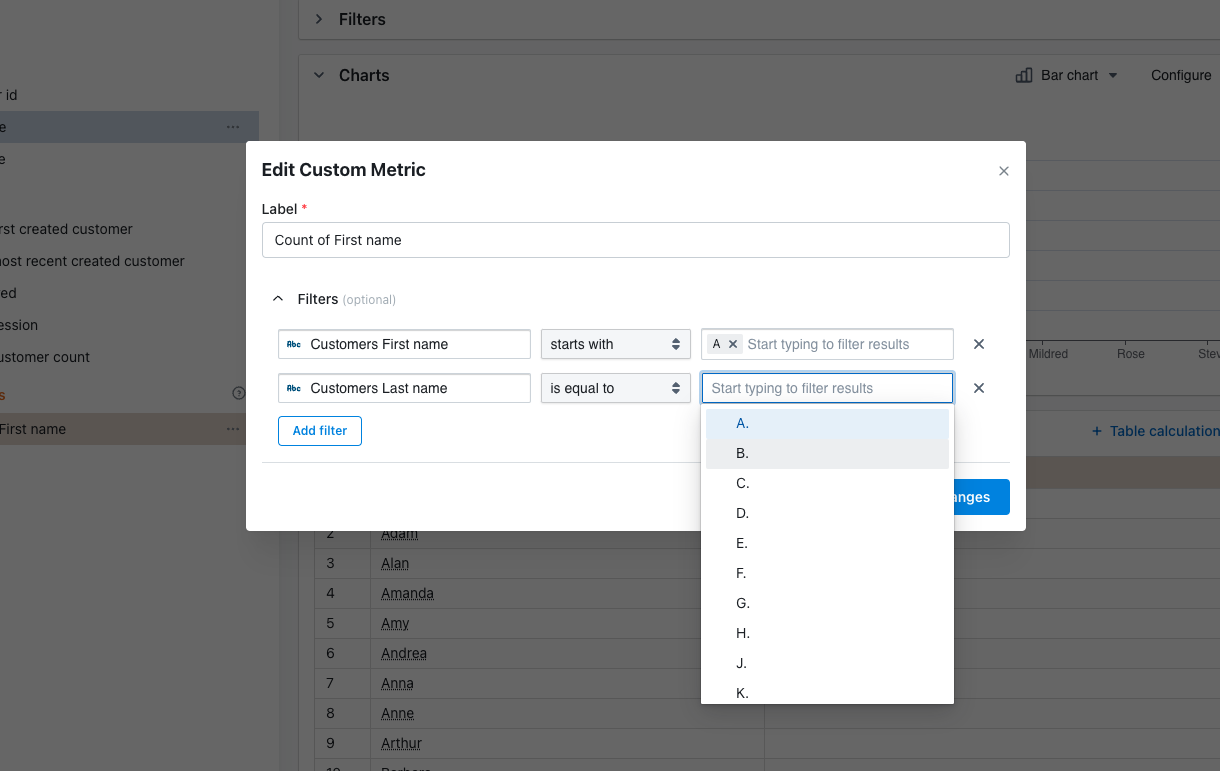 Filters
Charts
Bar chart
Configure
r id
e
e
rst created customer
ost recent created customer
ed
ession
ustomer count
s
First name
Edit Custom Metric
Label *
Count of First name
Filters (optional)
Abc Customers First name
starts with
A
Start typing to filter results
Abc Customers Last name
is equal to
Start typing to filter results
Add filter
A.
B.
C.
D.
E.
F.
G.
H.
J.
K.
anges
Mildred
Rose
Stev
+ Table calculation
2 Adam
3 Alan
4 Amanda
5 Amy
6 Andrea
7 Anna
8 Anne
9 Arthur
10 Barbara